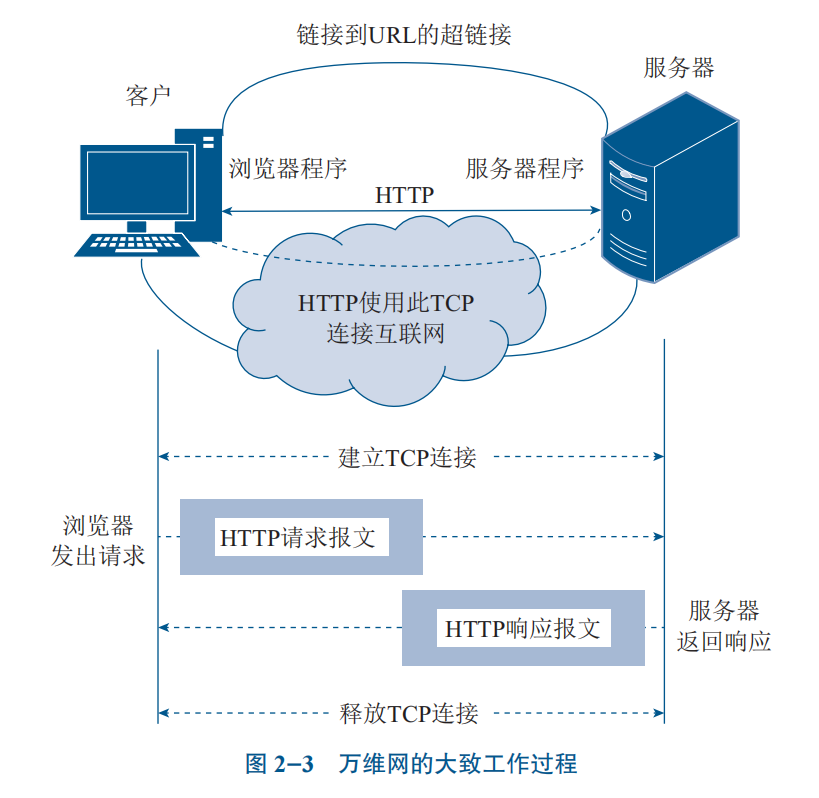 链接到URL的超链接
客户
服务器
浏览器程序
服务器程序
HTTP
HTTP使用此TCP
连接互联网
建立TCP连接
浏览器
发出请求
HTTP请求报文
HTTP响应报文
服务器
返回响应
释放TCP连接
图 2-3 万维网的大致工作过程